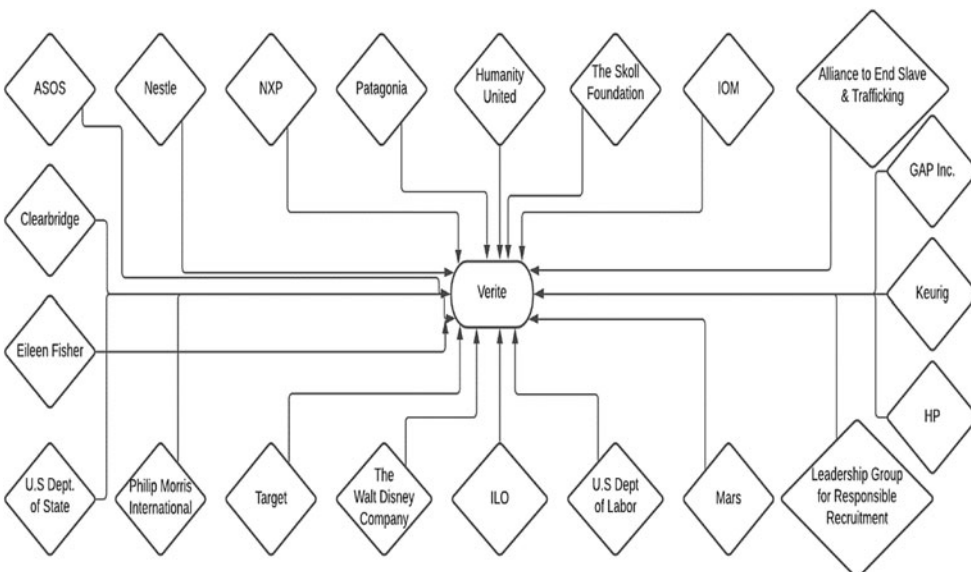 ASOS
Nestle
NXP
Patagonia
Humanity
United
The Skoll
Foundation
IOM
Alliance to End Slave
& Trafficking
GAP Inc.
Clearbridge
Verite
Keurig
Eileen Fisher
HP
U.S Dept.
of State
Philip Morris
International
Target
The
Walt Disney
Company
ILO
U.S Dept
of Labor
Mars
Leadership Group
for Responsible
Recruitment